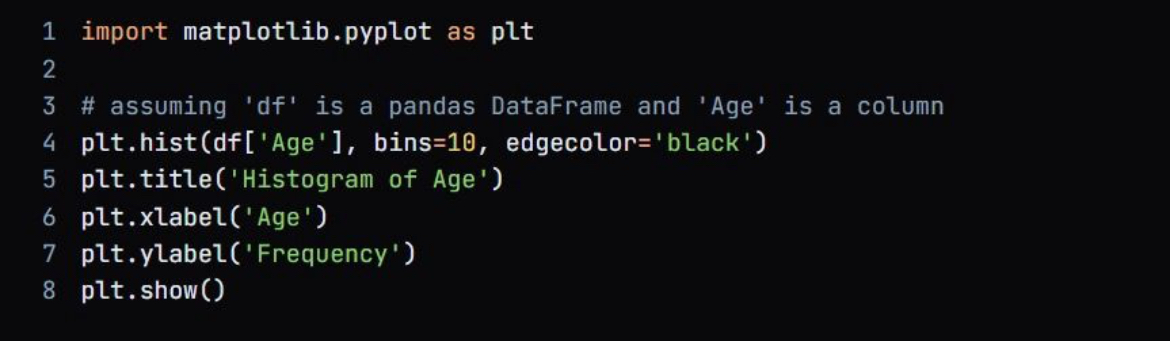 1 import matplotlib.pyplot as plt
2
3 # assuming 'df' is a pandas DataFrame and 'Age' is a column
4 plt.hist(df['Age'], bins=10, edgecolor='black')
5 plt.title('Histogram of Age')
6 plt.xlabel('Age')
7 plt.ylabel('Frequency')
8 plt.show()